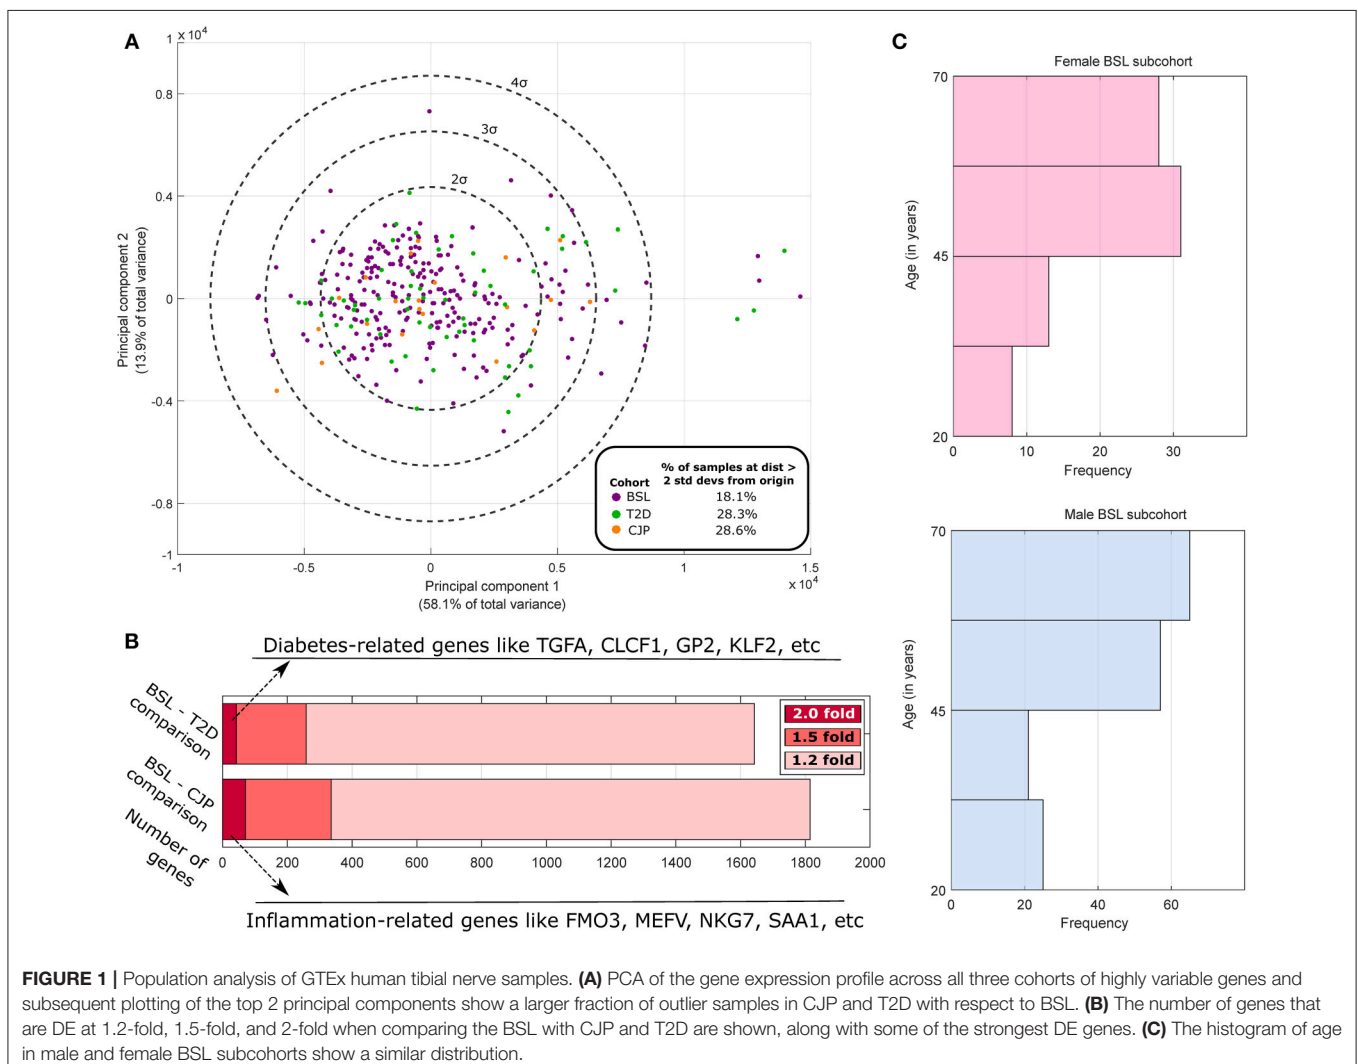 A
1 x 10^4
0.8
0.4
0
-0.4
-0.8
-1
Principal component 2
(13.9% of total variance)
4σ
3σ
2σ
% of samples at dist >
Cohort 2 std devs from origin
BSL 18.1%
T2D 28.3%
CJP 28.6%
-1 -0.5 0 0.5 1 1.5
x 10^4
Principal component 1
(58.1% of total variance)
B
Diabetes-related genes like TGFA, CLCF1, GP2, KLF2, etc
BSL - T2D
comparison
BSL - CJP
comparison
Number of
genes
2.0 fold
1.5 fold
1.2 fold
0 200 400 600 800 1000 1200 1400 1600 1800 2000
Inflammation-related genes like FMO3, MEFV, NKG7, SAA1, etc
C
Female BSL subcohort
70
45
20
Age (in years)
0 10 20 30
Frequency
Male BSL subcohort
70
45
20
Age (in years)
0 20 40 60
Frequency
FIGURE 1 | Population analysis of GTEx human tibial nerve samples. (A) PCA of the gene expression profile across all three cohorts of highly variable genes and
subsequent plotting of the top 2 principal components show a larger fraction of outlier samples in CJP and T2D with respect to BSL. (B) The number of genes that
are DE at 1.2-fold, 1.5-fold, and 2-fold when comparing the BSL with CJP and T2D are shown, along with some of the strongest DE genes. (C) The histogram of age
in male and female BSL subcohorts show a similar distribution.